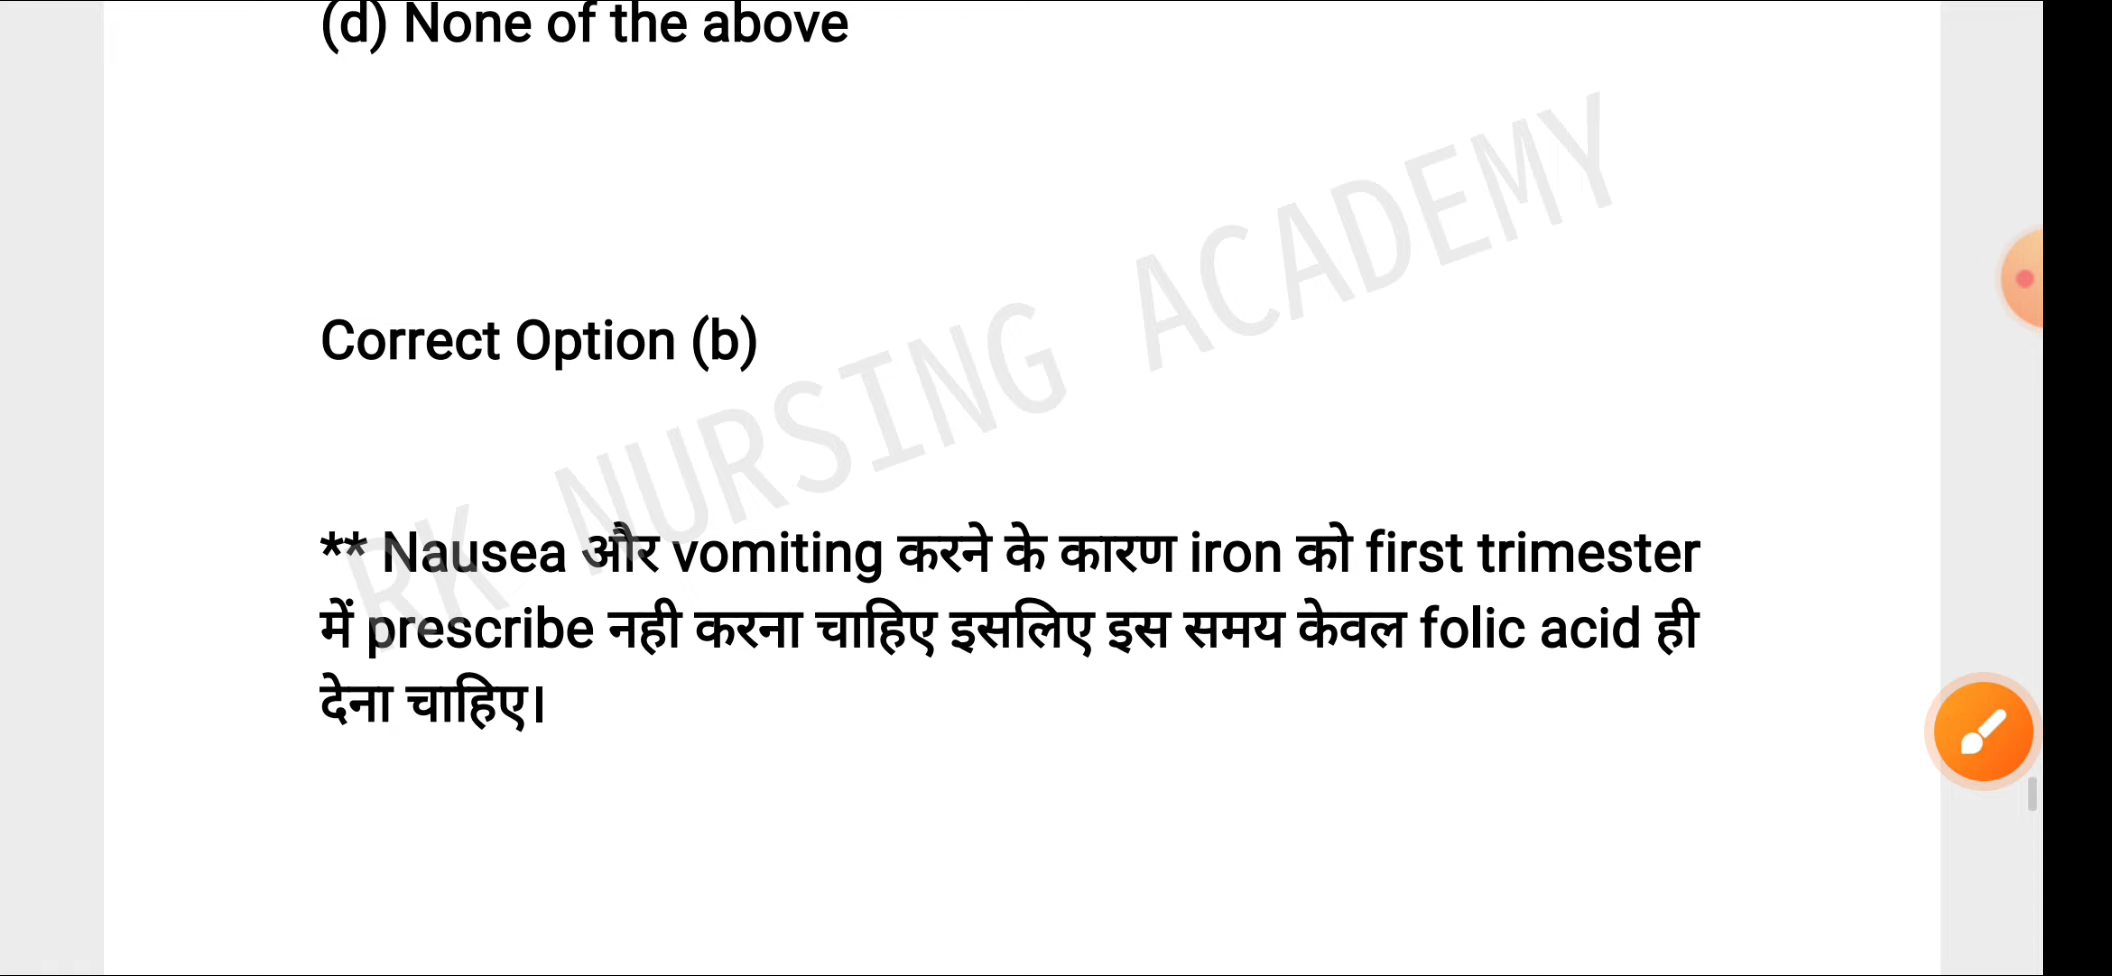 (d) None of the above
RK NURSING ACADEMY
Correct Option (b)
** Nausea और vomiting करने के कारण iron को first trimester
में prescribe नही करना चाहिए इसलिए इस समय केवल folic acid ही
देना चाहिए।